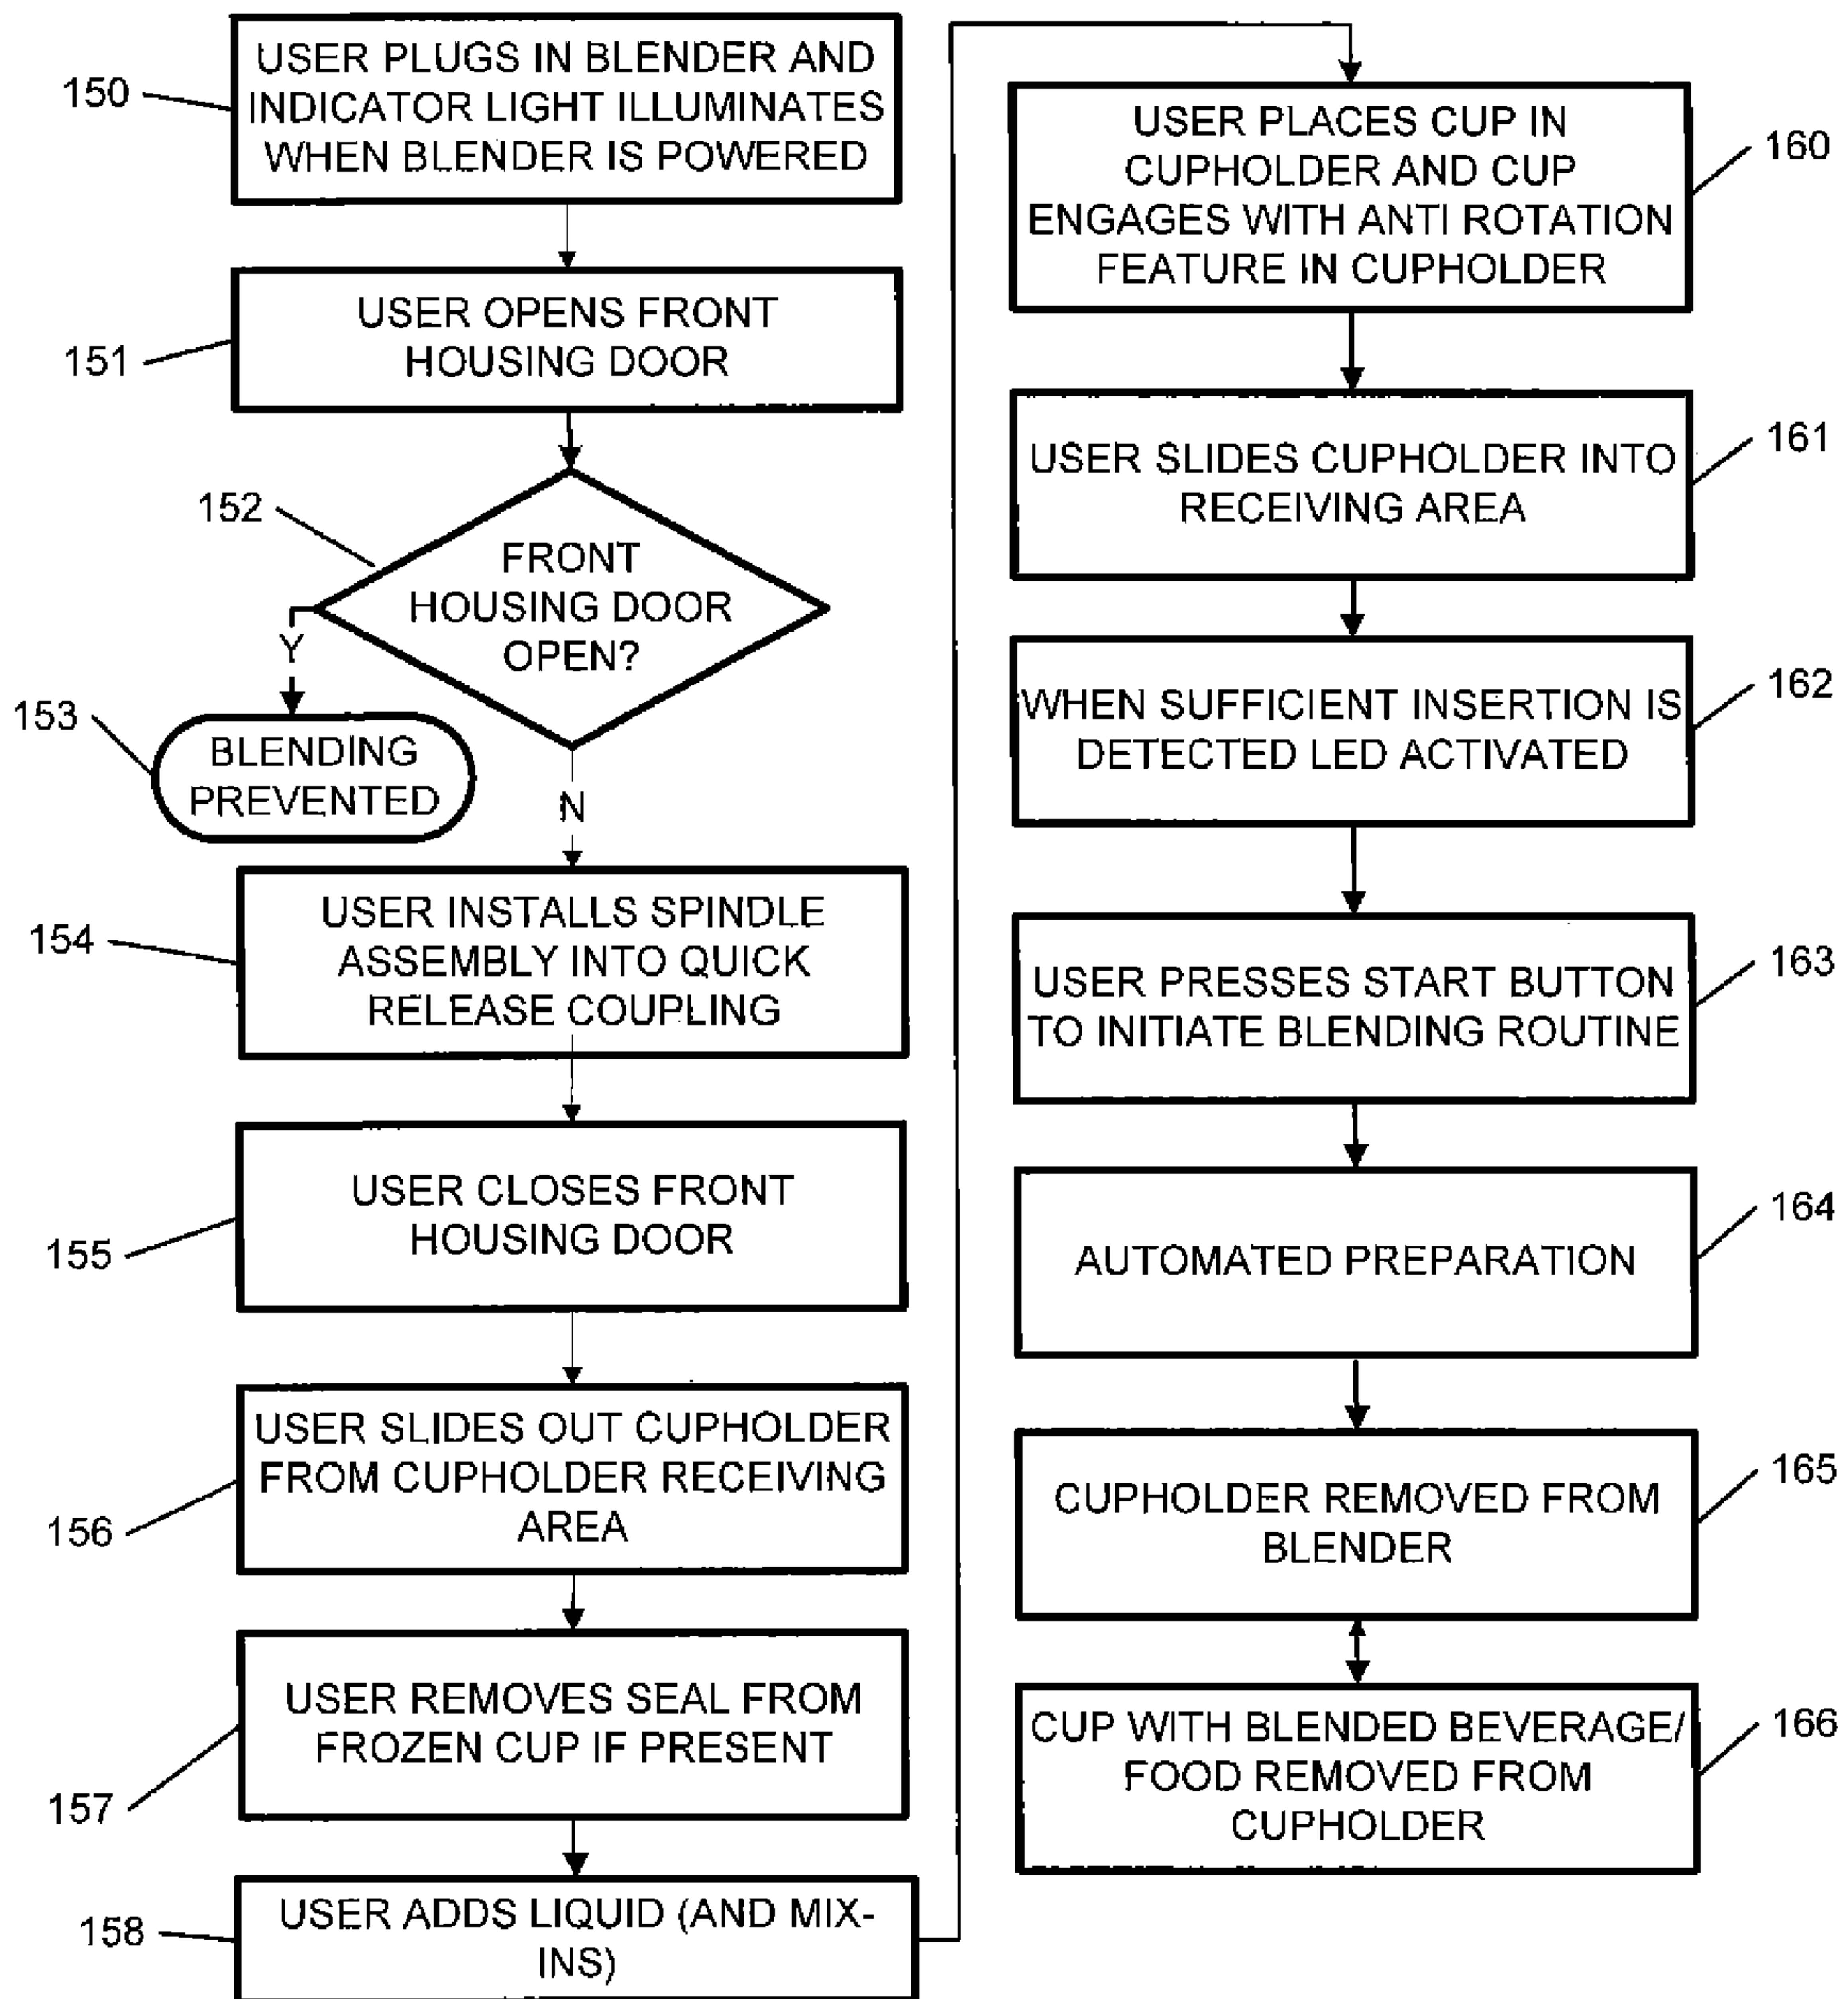 150
USER PLUGS IN BLENDER AND
INDICATOR LIGHT ILLUMINATES
WHEN BLENDER IS POWERED
151
USER OPENS FRONT
HOUSING DOOR
152
FRONT
HOUSING DOOR
OPEN?
Y
153
BLENDING
PREVENTED
N
154
USER INSTALLS SPINDLE
ASSEMBLY INTO QUICK
RELEASE COUPLING
155
USER CLOSES FRONT
HOUSING DOOR
156
USER SLIDES OUT CUPHOLDER
FROM CUPHOLDER RECEIVING
AREA
157
USER REMOVES SEAL FROM
FROZEN CUP IF PRESENT
158
USER ADDS LIQUID (AND MIX-
INS)
160
USER PLACES CUP IN
CUPHOLDER AND CUP
ENGAGES WITH ANTI ROTATION
FEATURE IN CUPHOLDER
161
USER SLIDES CUPHOLDER INTO
RECEIVING AREA
162
WHEN SUFFICIENT INSERTION IS
DETECTED LED ACTIVATED
163
USER PRESSES START BUTTON
TO INITIATE BLENDING ROUTINE
164
AUTOMATED PREPARATION
165
CUPHOLDER REMOVED FROM
BLENDER
166
CUP WITH BLENDED BEVERAGE/
FOOD REMOVED FROM
CUPHOLDER